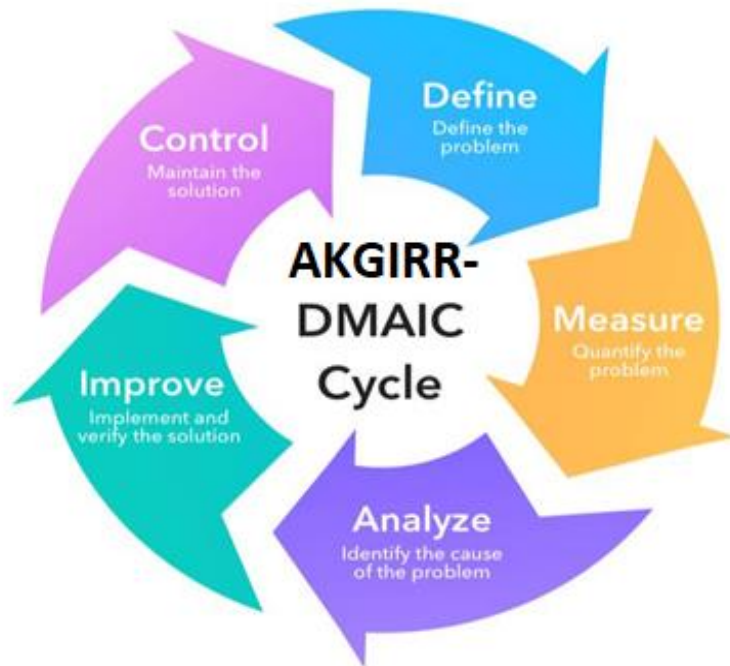 Define
Define the
problem
Measure
Quantify the
problem
Analyze
Identify the cause
of the problem
Improve
Implement and
verify the solution
Control
Maintain the
solution
AKGIRR-
DMAIC
Cycle